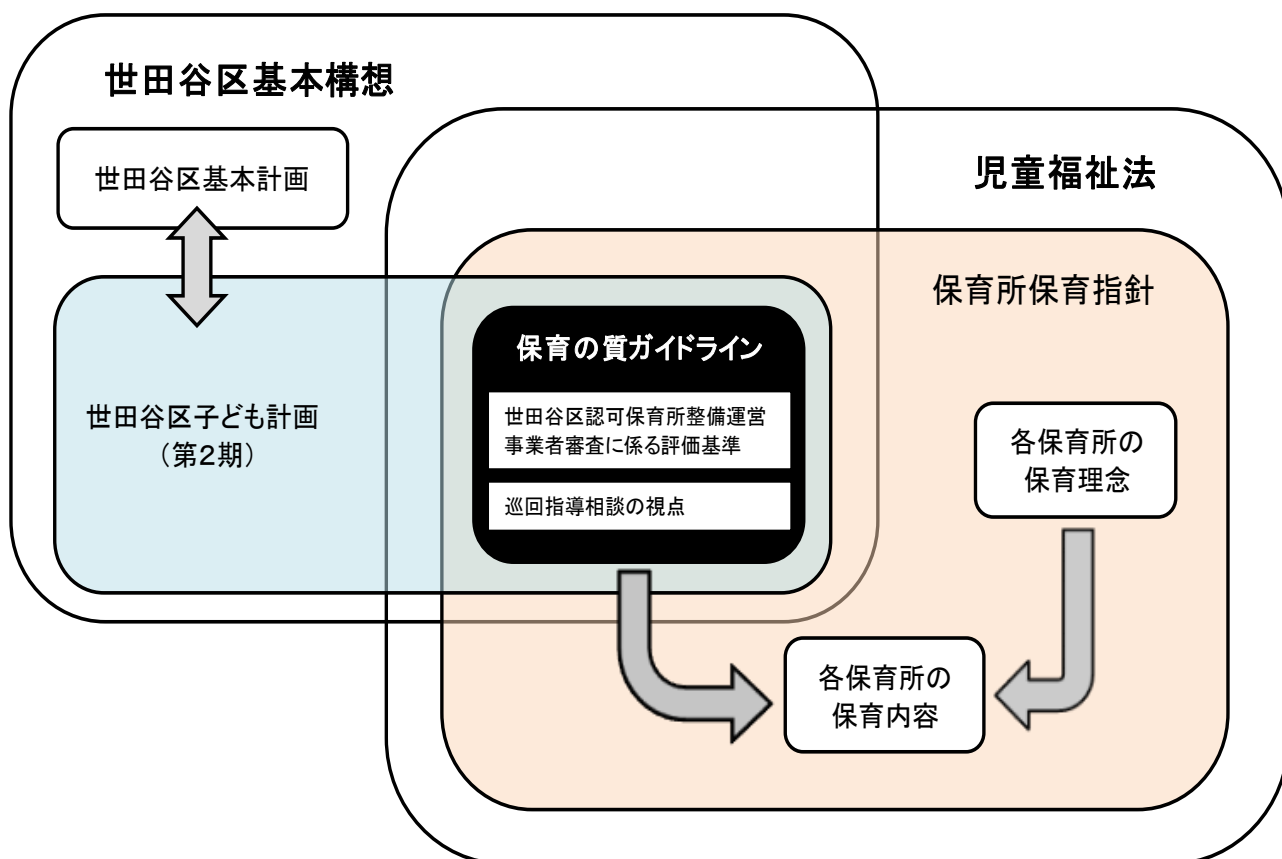 世田谷区基本構想
世田谷区基本計画
世田谷区子ども計画
（第２期）
児童福祉法
保育所保育指針
保育の質ガイドライン
世田谷区認可保育所整備運営
事業者審査に係る評価基準
巡回指導相談の視点
各保育所の
保育理念
各保育所の
保育内容